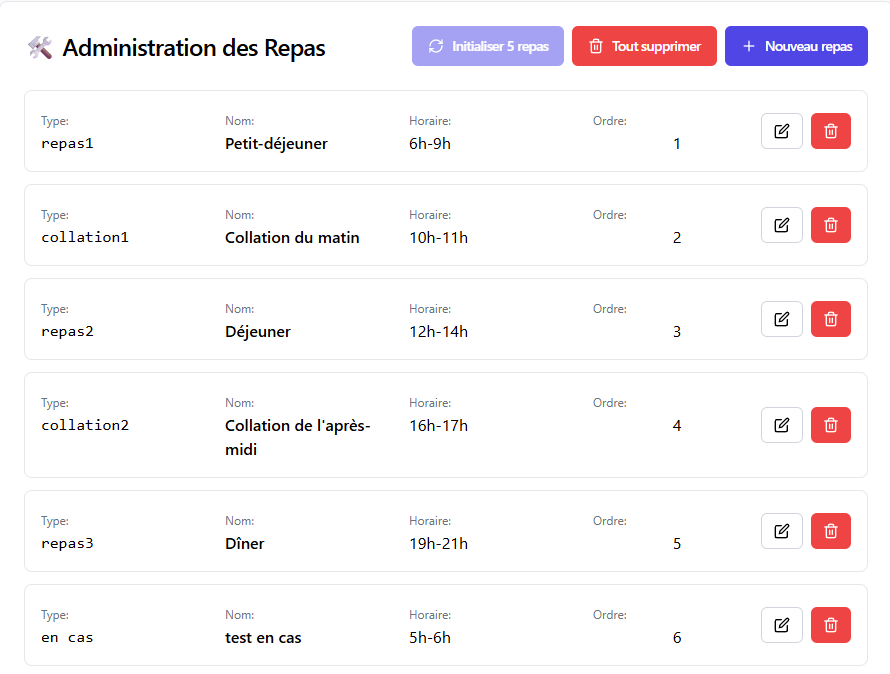 Administration des Repas
Initialiser 5 repas
Tout supprimer
Nouveau repas
Type: Nom: Horaire: Ordre:
repas1 Petit-déjeuner 6h-9h 1
Type: Nom: Horaire: Ordre:
collation1 Collation du matin 10h-11h 2
Type: Nom: Horaire: Ordre:
repas2 Déjeuner 12h-14h 3
Type: Nom: Horaire: Ordre:
collation2 Collation de l'après- 16h-17h 4
midi
Type: Nom: Horaire: Ordre:
repas3 Dîner 19h-21h 5
Type: Nom: Horaire: Ordre:
en cas test en cas 5h-6h 6